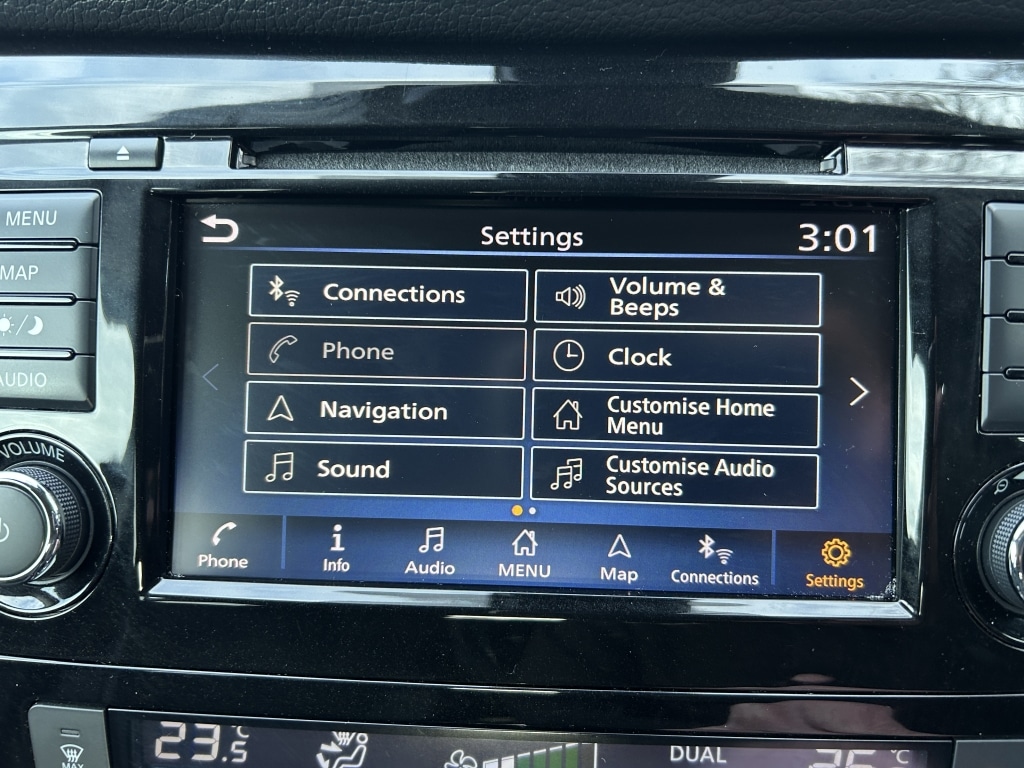 MENU
MAP
AUDIO
VOLUME
Settings
3:01
Connections
Volume &
Beeps
Phone
Clock
Navigation
Customise Home
Menu
Sound
Customise Audio
Sources
Phone
Info
Audio
MENU
Map
Connections
Settings
MAX
23.5 °C
DUAL
°C